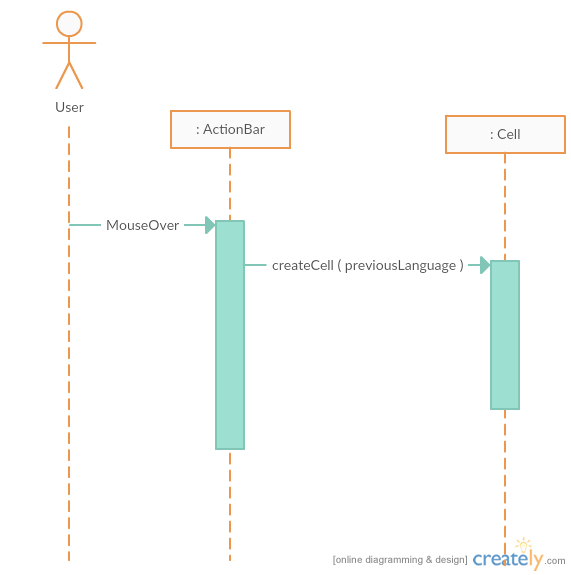 User
: ActionBar
: Cell
MouseOver
createCell ( previousLanguage )
[online diagramming & design] creately.com